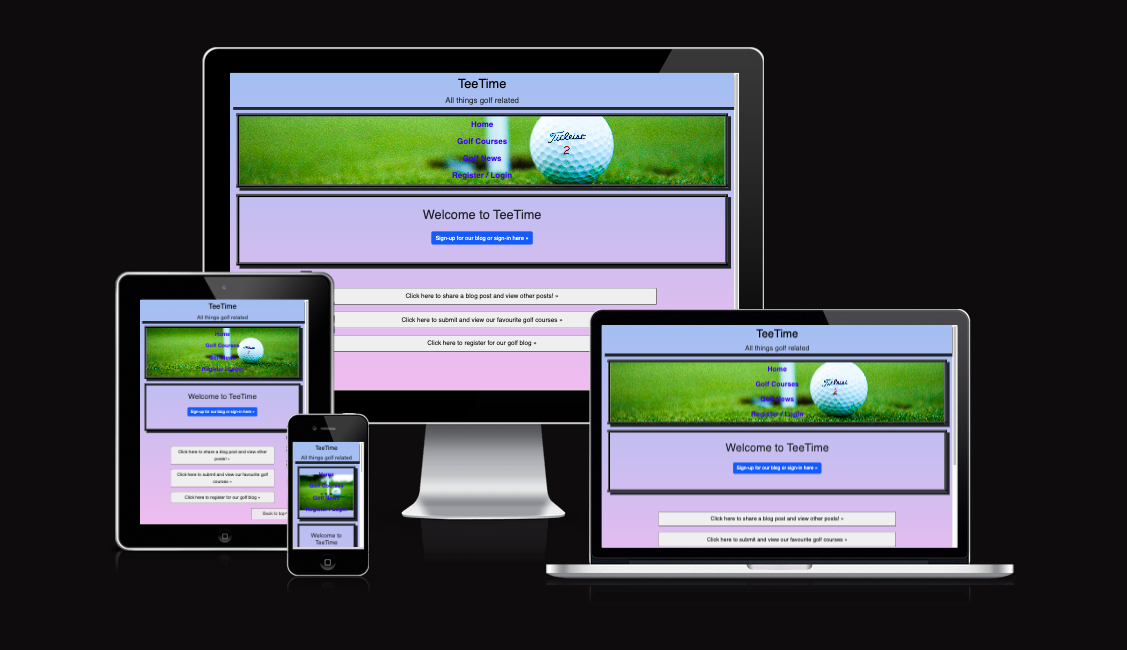 TeeTime
All things golf related
Home
Titleist
2
Golf Courses
Golf News
Register / Login
Welcome to TeeTime
Sign-up for our blog or sign-in here »
Click here to share a blog post and view other posts! »
Click here to submit and view our favourite golf courses »
Click here to register for our golf blog »
TeeTime
All things golf related
Home
Golf Courses
Golf News
Register / Login
Welcome to TeeTime
Sign-up for our blog or sign-in here »
Click here to share a blog post and view other
posts! »
Click here to submit and view our favourite golf
courses »
Click here to register for our golf blog »
Back to top
TeeTime
All things golf related
Home
Golf Courses
Golf News
Register / Login
Welcome to
TeeTime
TeeTime
All things golf related
Home
Golf Courses
Titleist
2
Golf News
Register / Login
Welcome to TeeTime
Sign-up for our blog or sign-in here »
Click here to share a blog post and view other posts! »
Click here to submit and view our favourite golf courses »